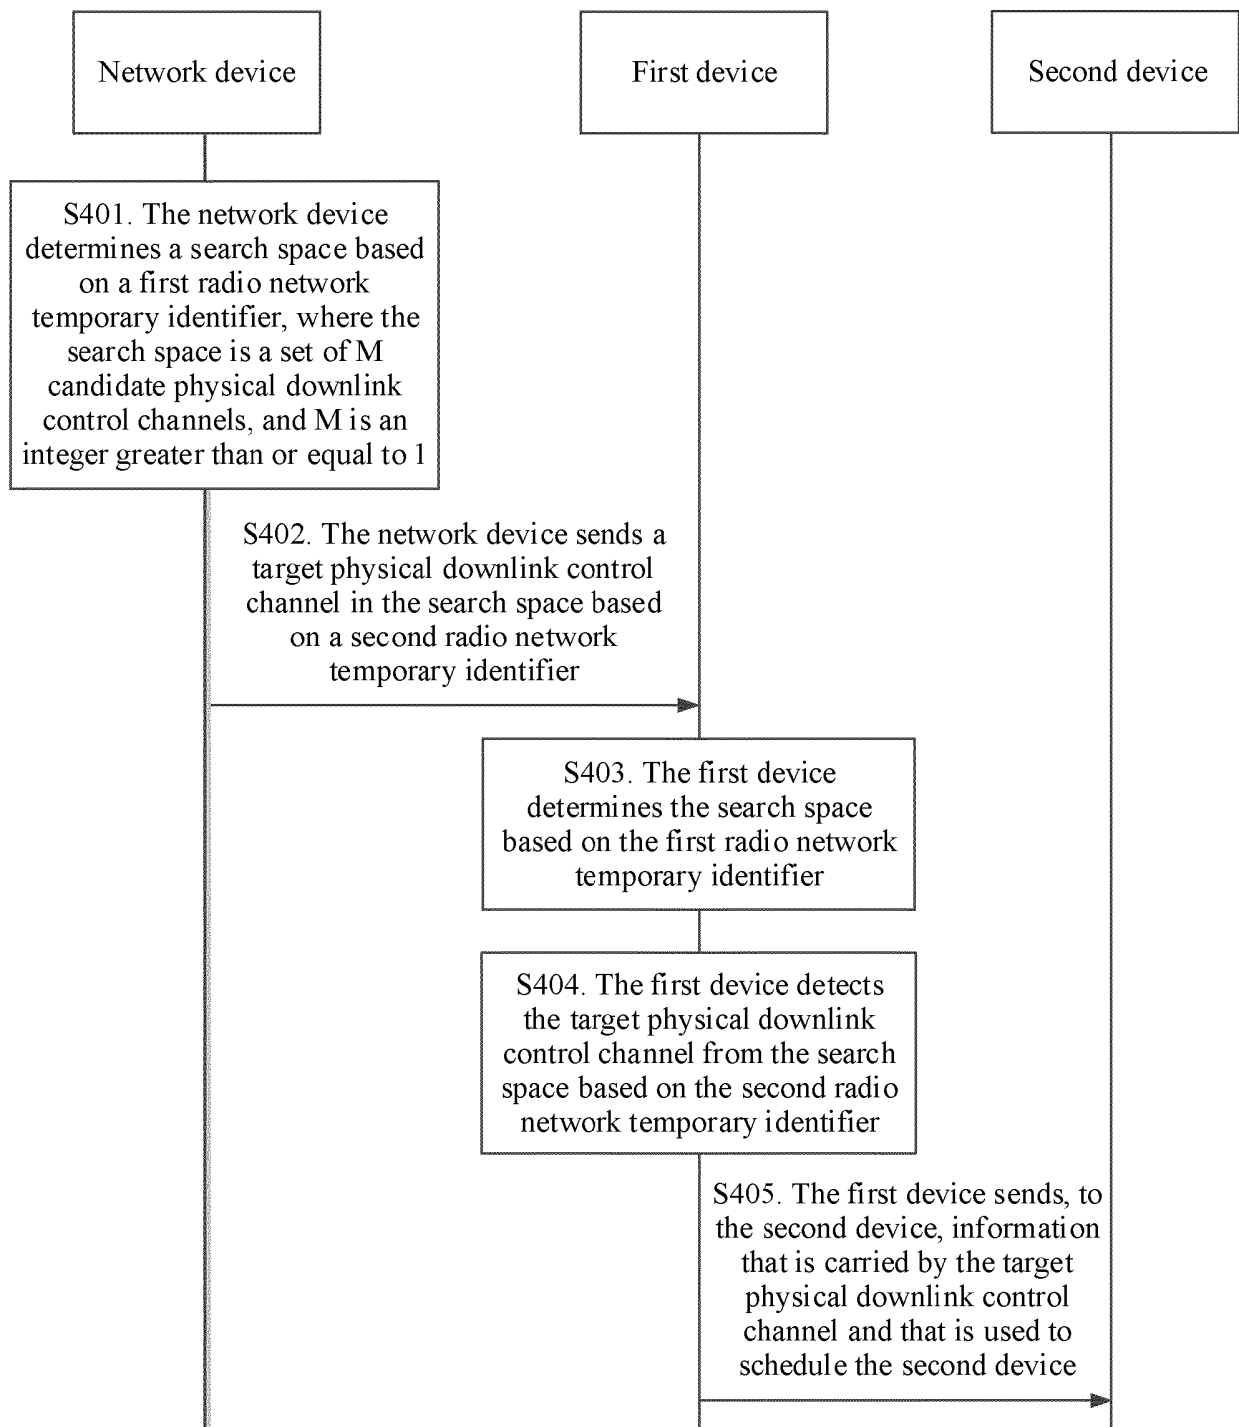 Network device
First device
Second device
S401. The network device
determines a search space based
on a first radio network
temporary identifier, where the
search space is a set of M
candidate physical downlink
control channels, and M is an
integer greater than or equal to 1
S402. The network device sends a
target physical downlink control
channel in the search space based
on a second radio network
temporary identifier
S403. The first device
determines the search space
based on the first radio network
temporary identifier
S404. The first device detects
the target physical downlink
control channel from the search
space based on the second radio
network temporary identifier
S405. The first device sends, to
the second device, information
that is carried by the target
physical downlink control
channel and that is used to
schedule the second device